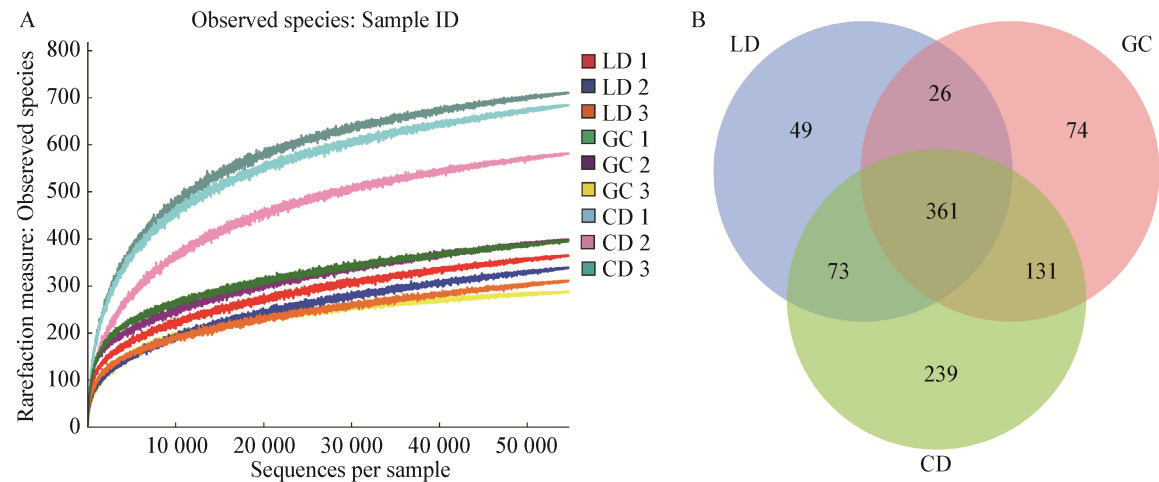 A
Observed species: Sample ID
Rarefaction measure: Obsereved species
800
700
600
500
400
300
200
100
0
10 000
20 000
30 000
40 000
50 000
Sequences per sample
LD 1
LD 2
LD 3
GC 1
GC 2
GC 3
CD 1
CD 2
CD 3
B
LD
GC
26
49
74
361
73
131
239
CD